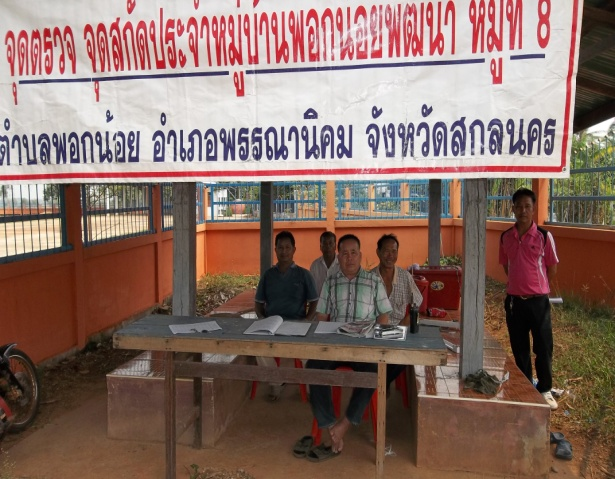 จุดตรวจ จุดสกัดประจำหมู่บ้านพอกน้อยพัฒนา หมู่ที่ 8
ตำบลพอกน้อย อำเภอพรรณานิคม จังหวัดสกลนคร